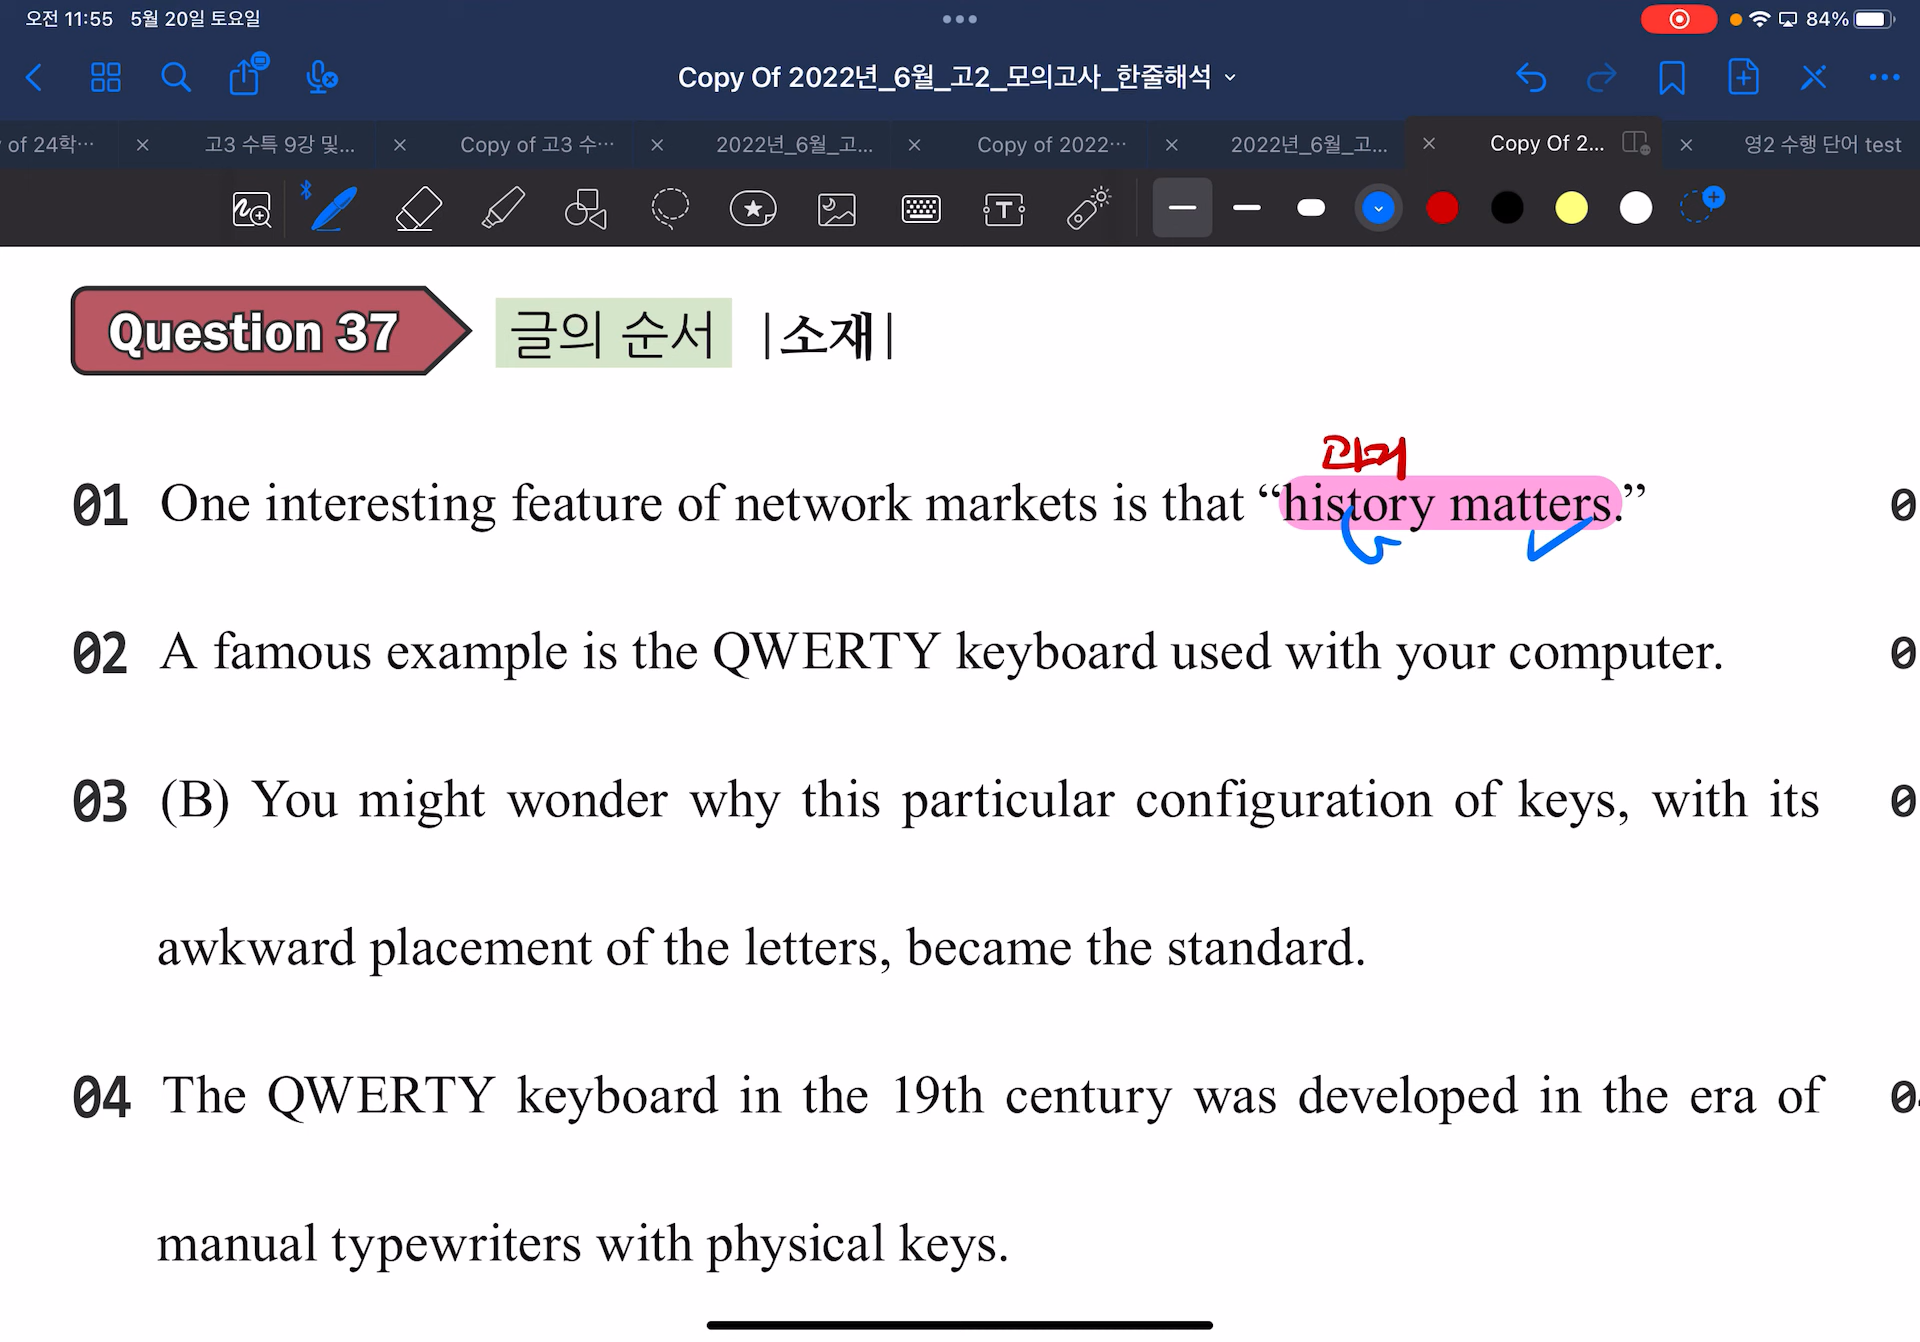 오전 11:55 5월 20일 토요일
84%
Copy Of 2022년_6월_고2_모의고사_한줄해석
of 24학···
고3 수특 9강 및...
Copy of 고3 수···
2022년_6월_고...
Copy of 2022···
2022년_6월_고...
Copy Of 2...
영2 수행 단어 test
Question 37 글의 순서 |소재|
과거
01 One interesting feature of network markets is that “history matters.”
02 A famous example is the QWERTY keyboard used with your computer.
03 (B) You might wonder why this particular configuration of keys, with its
awkward placement of the letters, became the standard.
04 The QWERTY keyboard in the 19th century was developed in the era of
manual typewriters with physical keys.